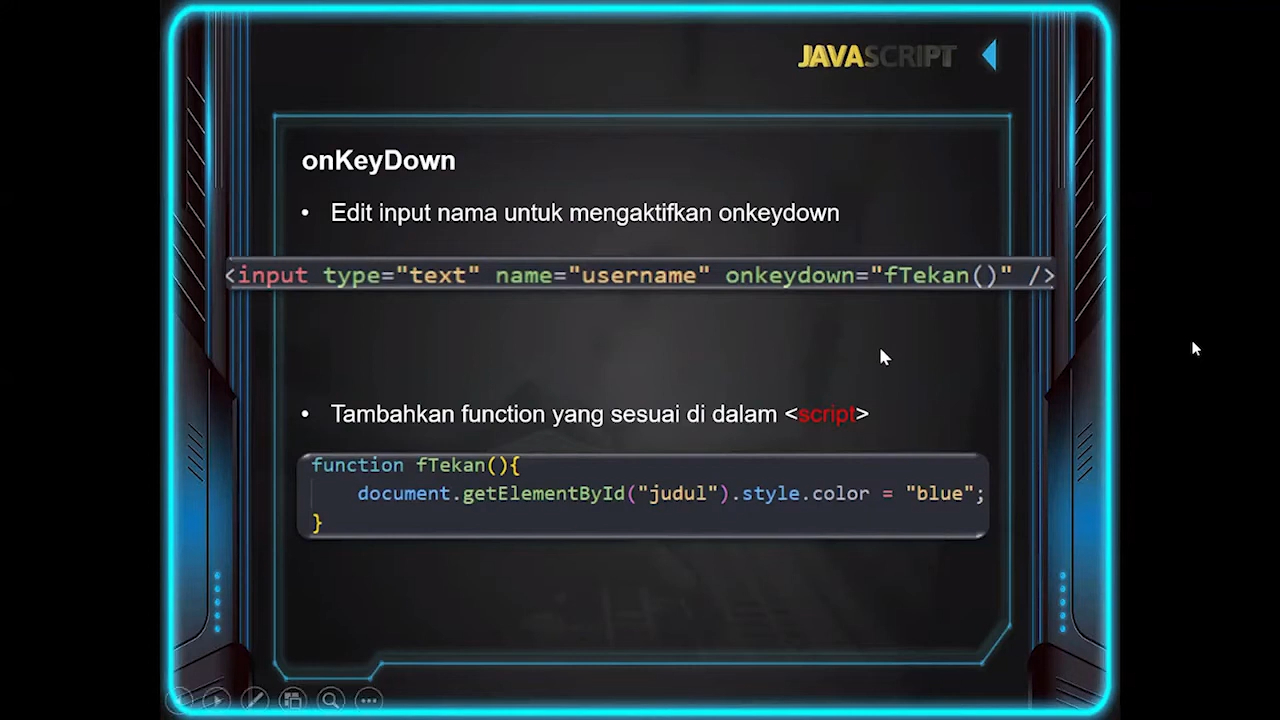 JAVASCRIPT
onKeyDown
• Edit input nama untuk mengaktifkan onkeydown
<input type="text" name="username" onkeydown="fTekan()" />
• Tambahkan function yang sesuai di dalam <script>
function fTekan(){
document.getElementById("judul").style.color = "blue";
}